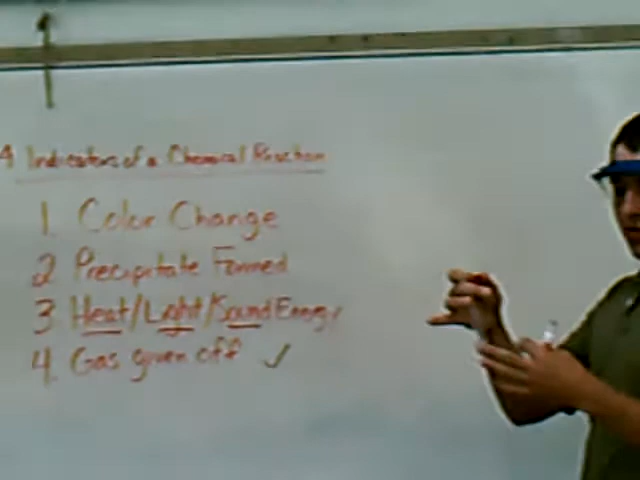 4 Indicators of a Chemical Reaction
1 Color Change
2 Precipitate Formed
3 Heat/Light/Sound Energy
4. Gas given off ✓